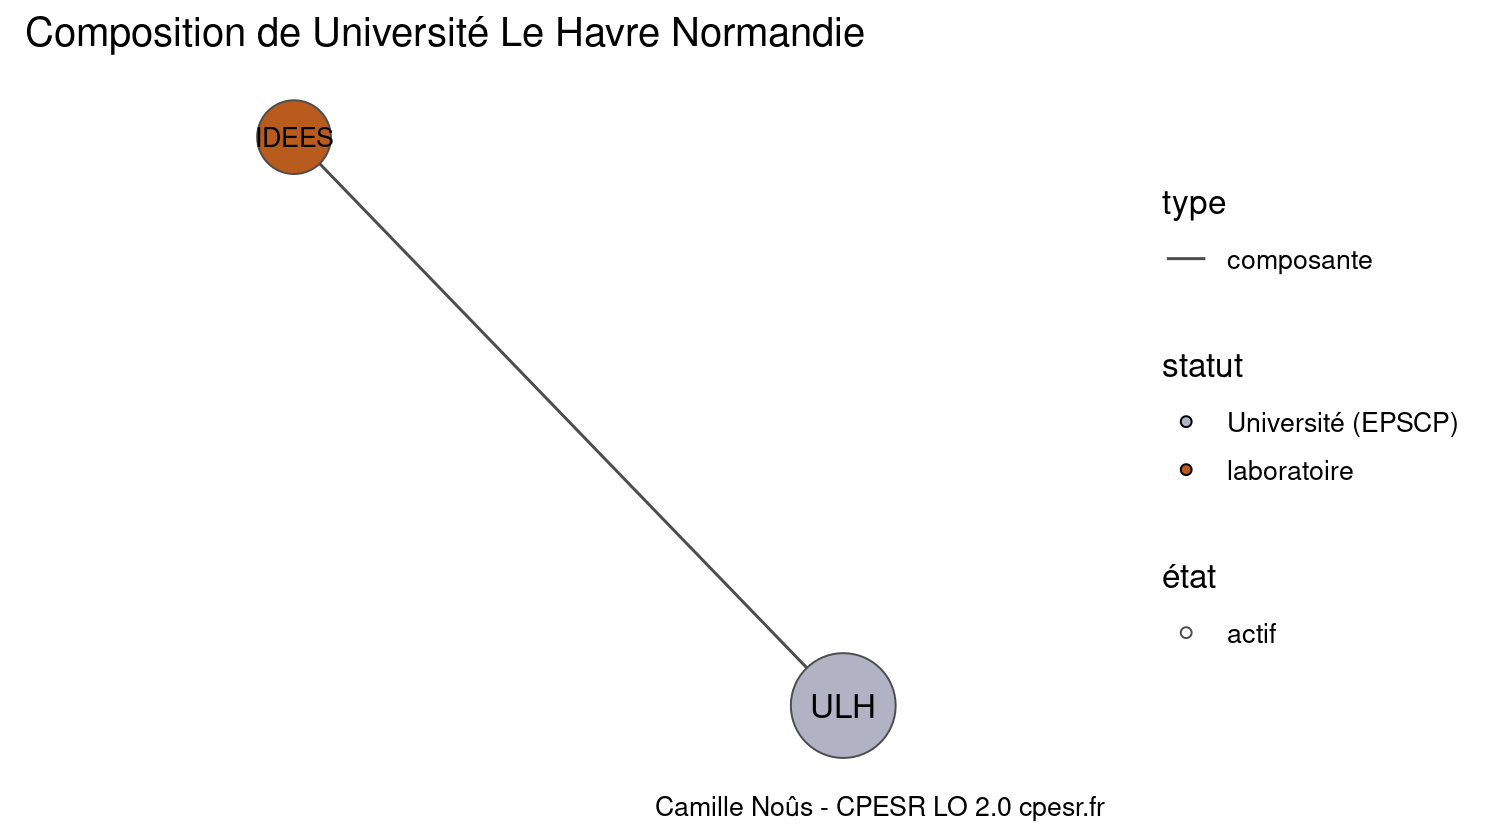 Composition de Université Le Havre Normandie
IDEES
ULH
type
composante
statut
Université (EPSCP)
laboratoire
état
actif
Camille Noûs - CPESR LO 2.0 cpesr.fr